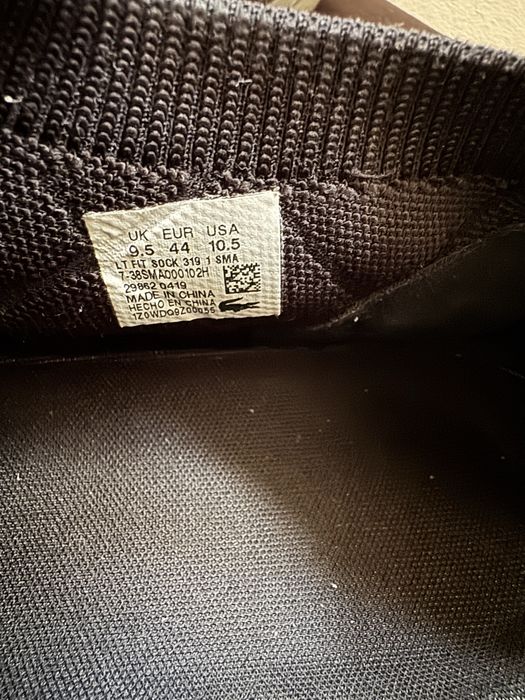 UK EUR USA
9.5 44 10.5
LT FIT SOCK 319 1 SMA
7-38SMA000102H
29862 0419
MADE IN CHINA
HECHO EN CHINA